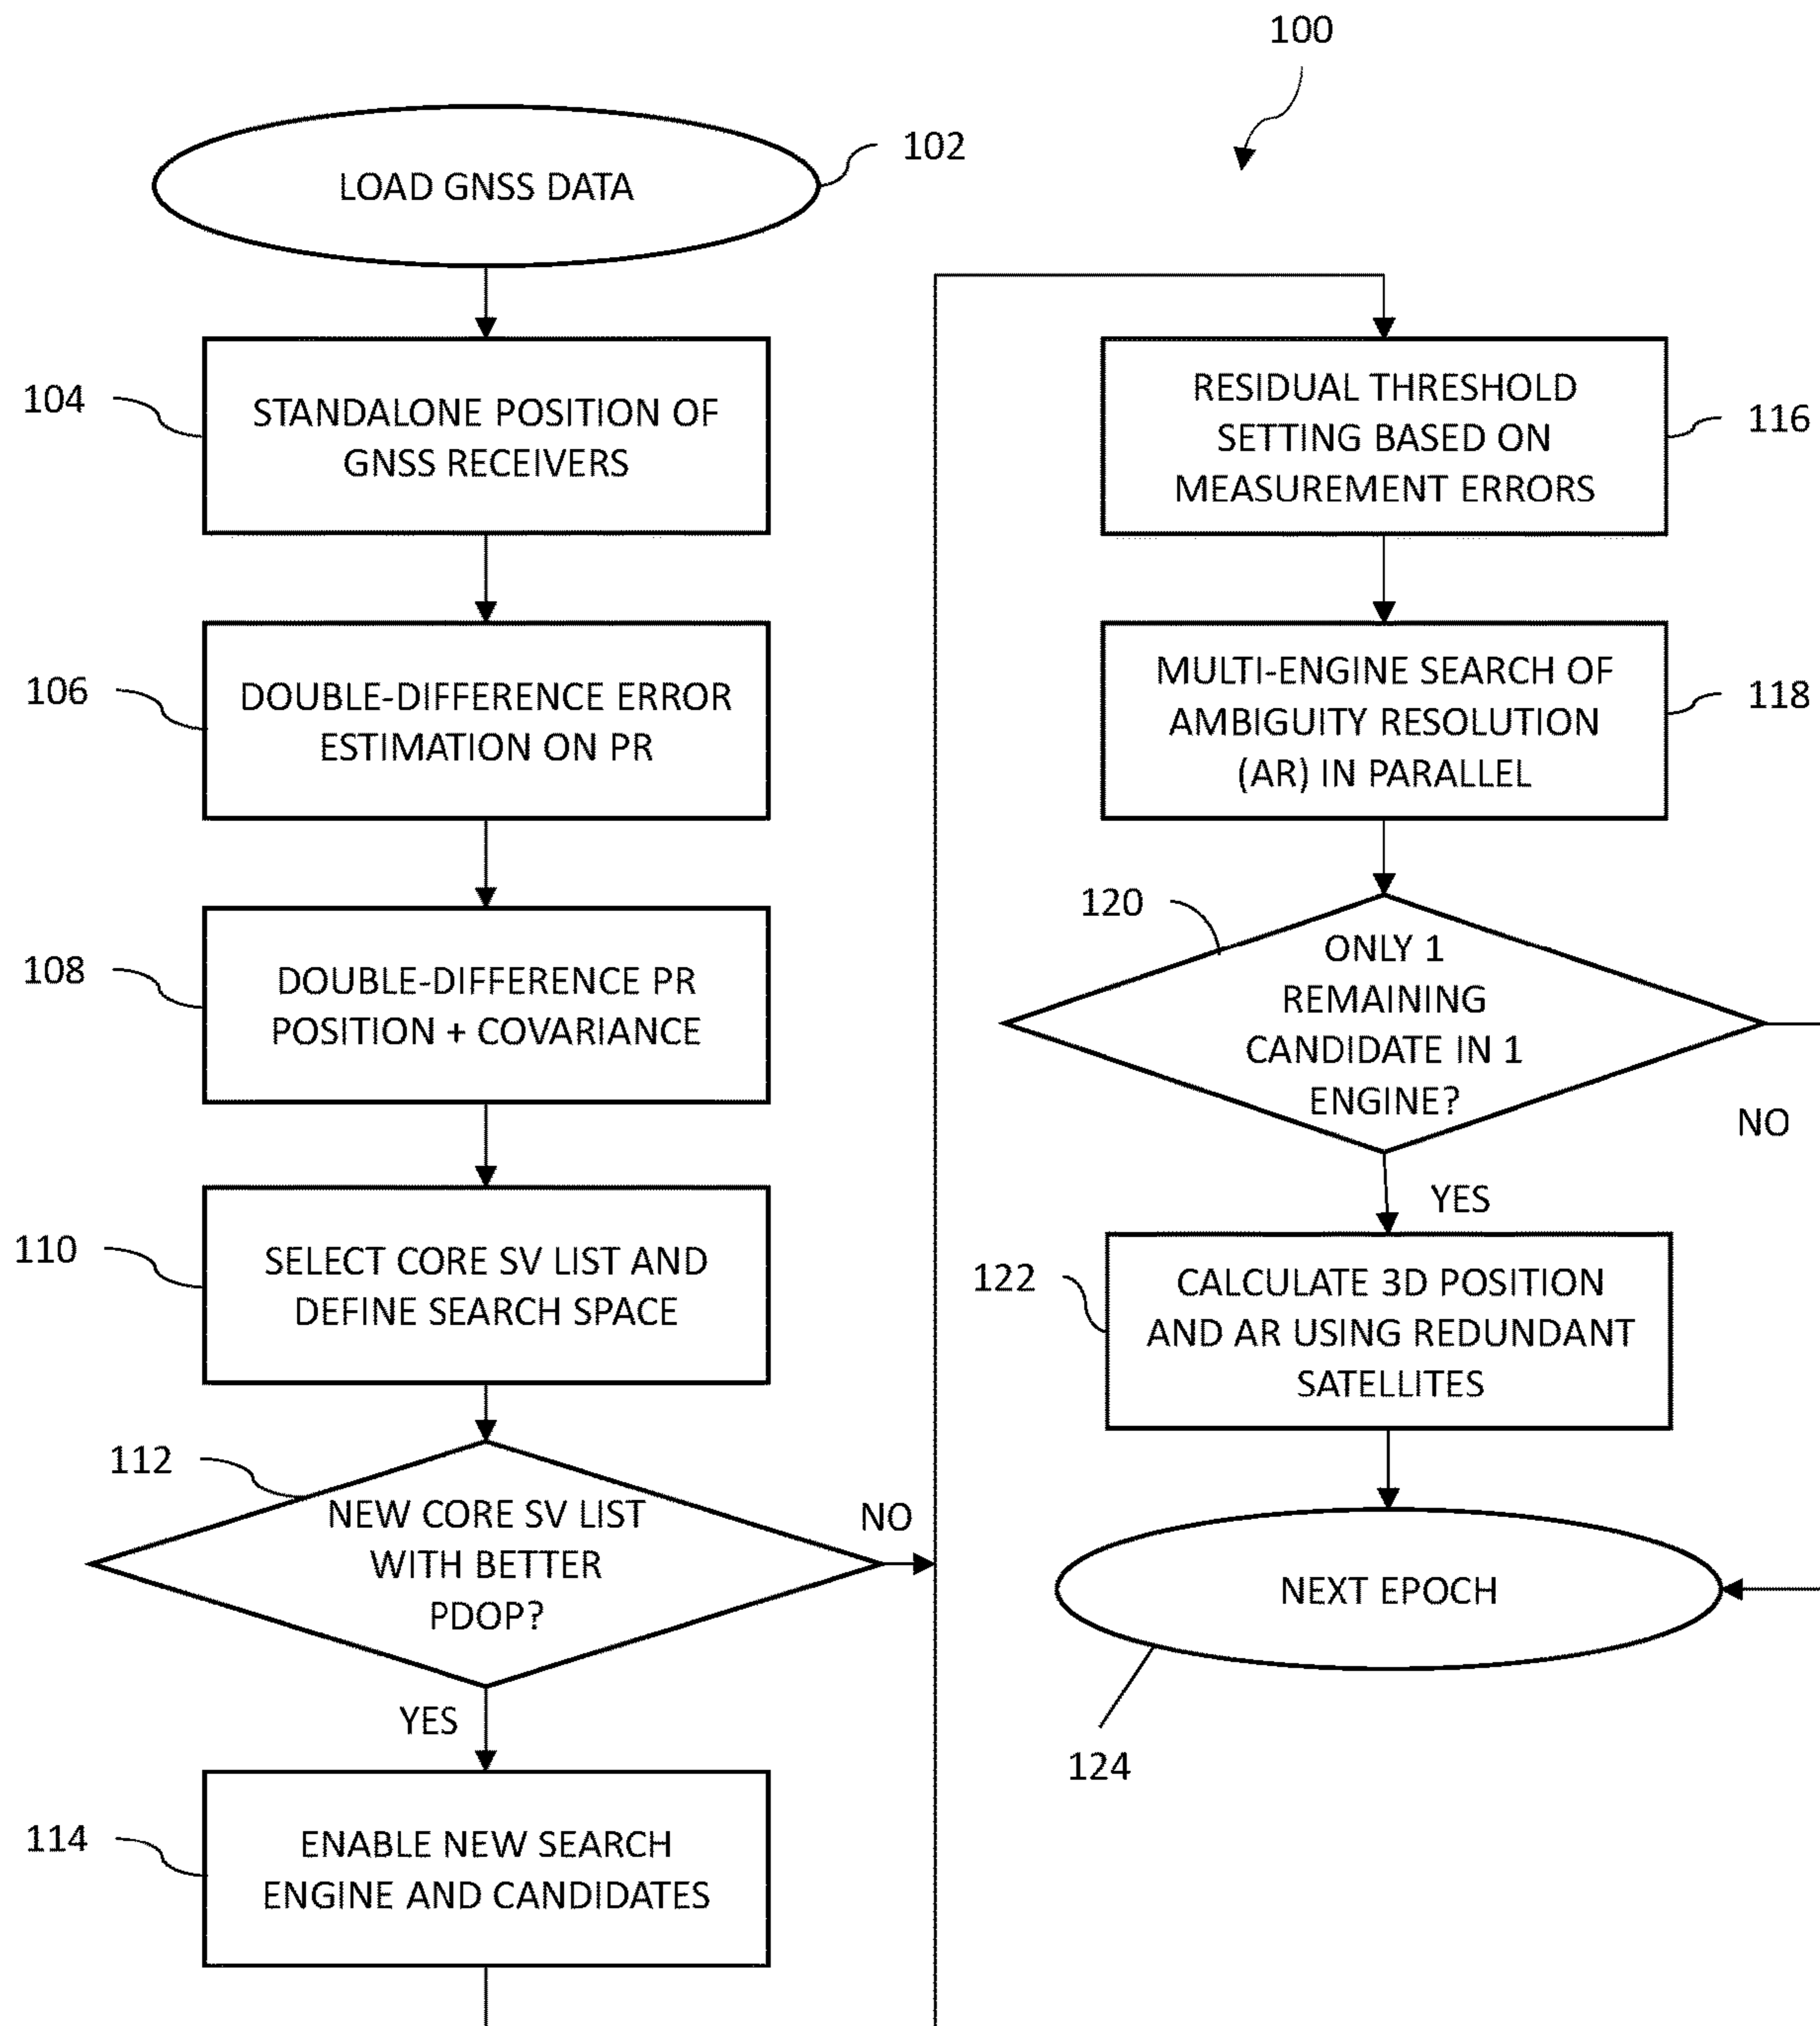 100
LOAD GNSS DATA
102
104
STANDALONE POSITION OF
GNSS RECEIVERS
106
DOUBLE-DIFFERENCE ERROR
ESTIMATION ON PR
108
DOUBLE-DIFFERENCE PR
POSITION + COVARIANCE
110
SELECT CORE SV LIST AND
DEFINE SEARCH SPACE
112
NEW CORE SV LIST
WITH BETTER
PDOP?
NO
YES
114
ENABLE NEW SEARCH
ENGINE AND CANDIDATES
RESIDUAL THRESHOLD
SETTING BASED ON
MEASUREMENT ERRORS
116
MULTI-ENGINE SEARCH OF
AMBIGUITY RESOLUTION
(AR) IN PARALLEL
118
120
ONLY 1
REMAINING
CANDIDATE IN 1
ENGINE?
NO
YES
122
CALCULATE 3D POSITION
AND AR USING REDUNDANT
SATELLITES
NEXT EPOCH
124